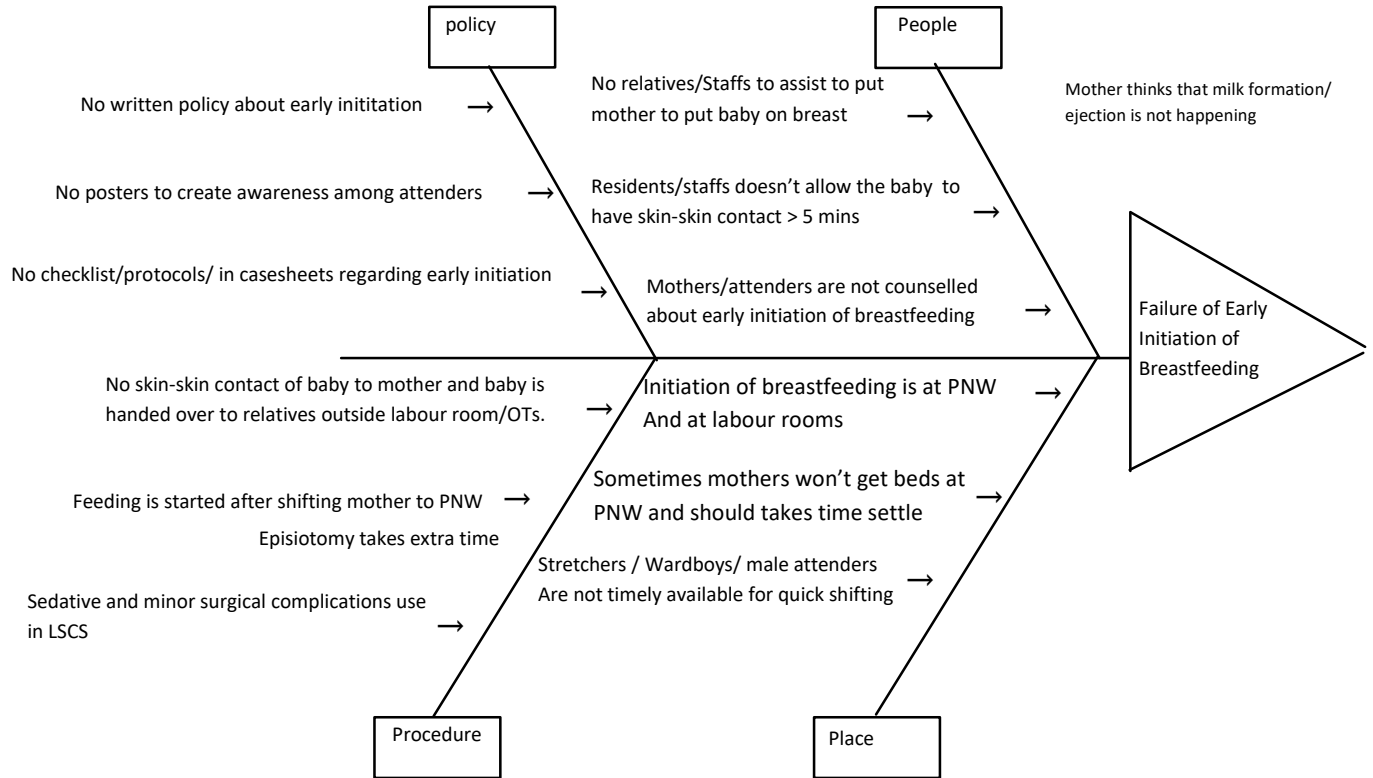 policy
People
No written policy about early inititation
→
No relatives/Staffs to assist to put
mother to put baby on breast
→
Mother thinks that milk formation/
ejection is not happening
No posters to create awareness among attenders
→
Residents/staffs doesn’t allow the baby to
have skin-skin contact > 5 mins
→
No checklist/protocols/ in casesheets regarding early initiation
→
Mothers/attenders are not counselled
about early initiation of breastfeeding
→
Failure of Early
Initiation of
Breastfeeding
No skin-skin contact of baby to mother and baby is
handed over to relatives outside labour room/OTs.
→
Initiation of breastfeeding is at PNW
And at labour rooms
→
Feeding is started after shifting mother to PNW
→
Episiotomy takes extra time
Sometimes mothers won’t get beds at
PNW and should takes time settle
→
Stretchers / Wardboys/ male attenders
Are not timely available for quick shifting
→
Sedative and minor surgical complications use
in LSCS
→
Procedure
Place